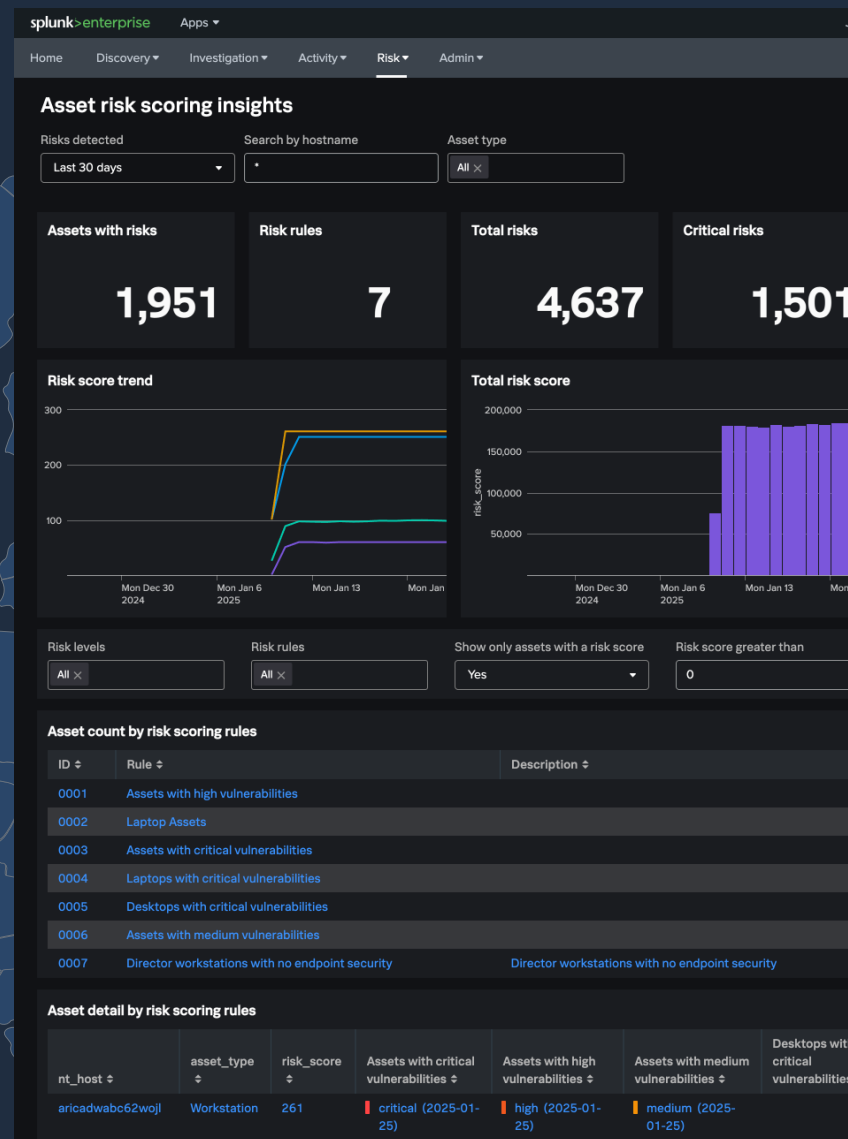 splunk>enterprise Apps
Home Discovery Investigation Activity Risk Admin
Asset risk scoring insights
Risks detected Search by hostname Asset type
Last 30 days * All ×
Assets with risks Risk rules Total risks Critical risks
1,951 7 4,637 1,501
Risk score trend Total risk score
300
200
100
Mon Dec 30 Mon Jan 6 Mon Jan 13 Mon Jan
2024 2025
200,000
150,000
100,000
50,000
risk_score
Mon Dec 30 Mon Jan 6 Mon Jan 13 Mon
2024 2025
Risk levels Risk rules Show only assets with a risk score Risk score greater than
All × All × Yes 0
Asset count by risk scoring rules
ID Rule Description
0001 Assets with high vulnerabilities
0002 Laptop Assets
0003 Assets with critical vulnerabilities
0004 Laptops with critical vulnerabilities
0005 Desktops with critical vulnerabilities
0006 Assets with medium vulnerabilities
0007 Director workstations with no endpoint security Director workstations with no endpoint security
Asset detail by risk scoring rules
Desktops wit
asset_type risk_score Assets with critical Assets with high Assets with medium critical
nt_host vulnerabilities vulnerabilities vulnerabilities vulnerabilities
aricadwabc62wojl Workstation 261 critical (2025-01- high (2025-01- medium (2025-
25) 25) 01-25)